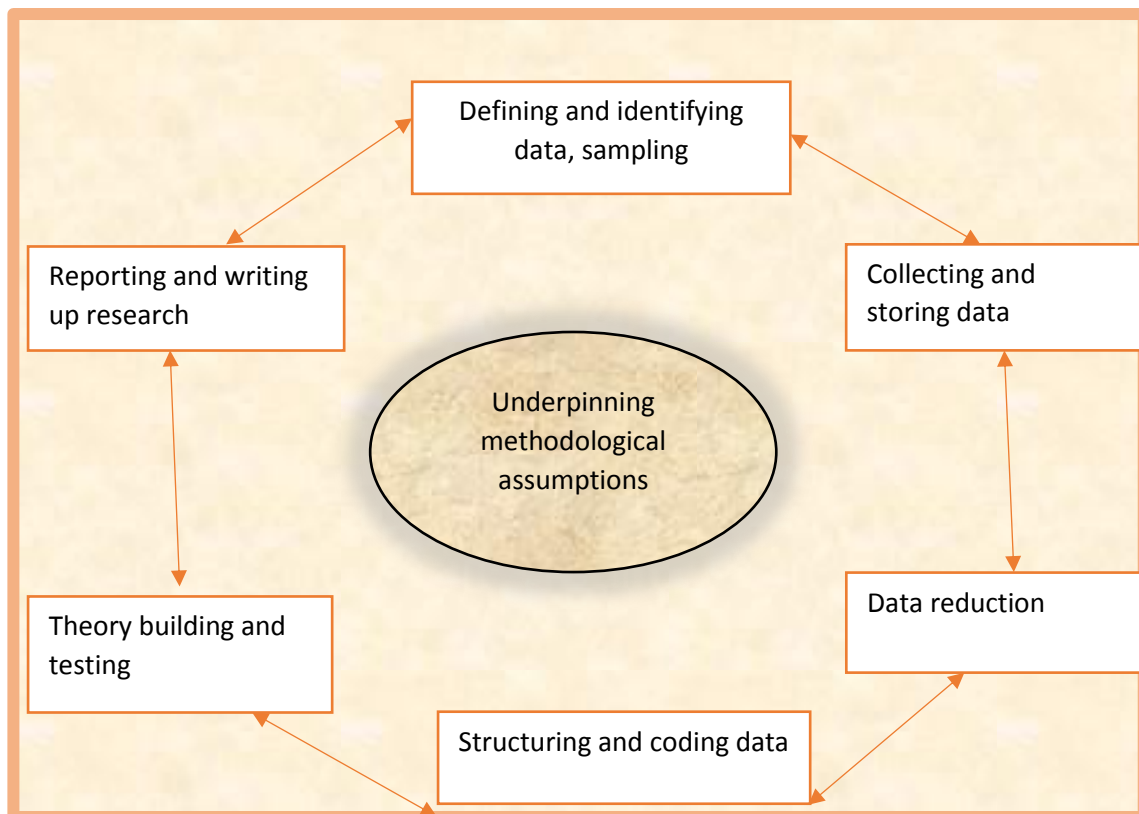 Defining and identifying
data, sampling
Reporting and writing
up research
Collecting and
storing data
Underpinning
methodological
assumptions
Theory building and
testing
Data reduction
Structuring and coding data